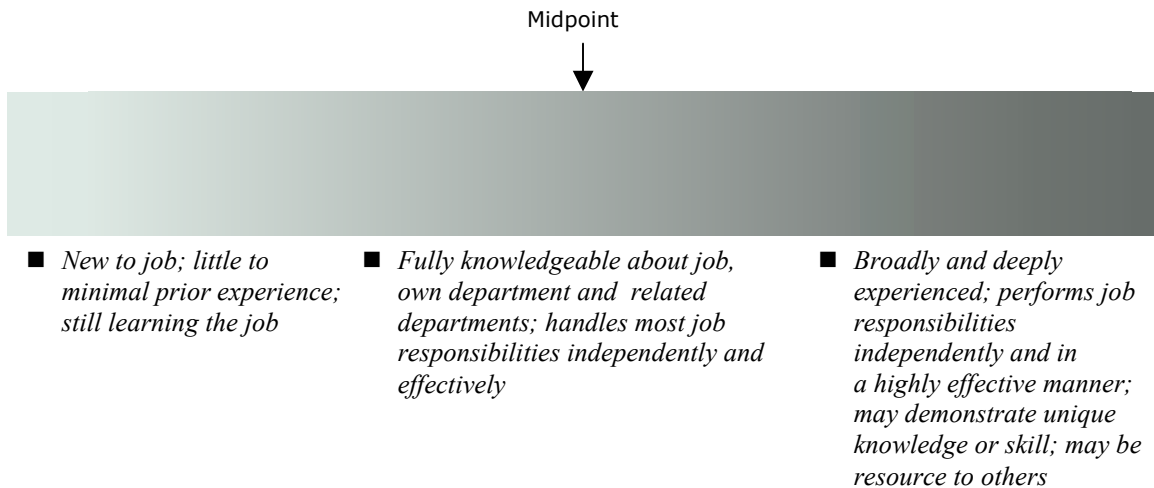 Midpoint
■ New to job; little to
minimal prior experience;
still learning the job
■ Fully knowledgeable about job,
own department and related
departments; handles most job
responsibilities independently and
effectively
■ Broadly and deeply
experienced; performs job
responsibilities
independently and in
a highly effective manner;
may demonstrate unique
knowledge or skill; may be
resource to others